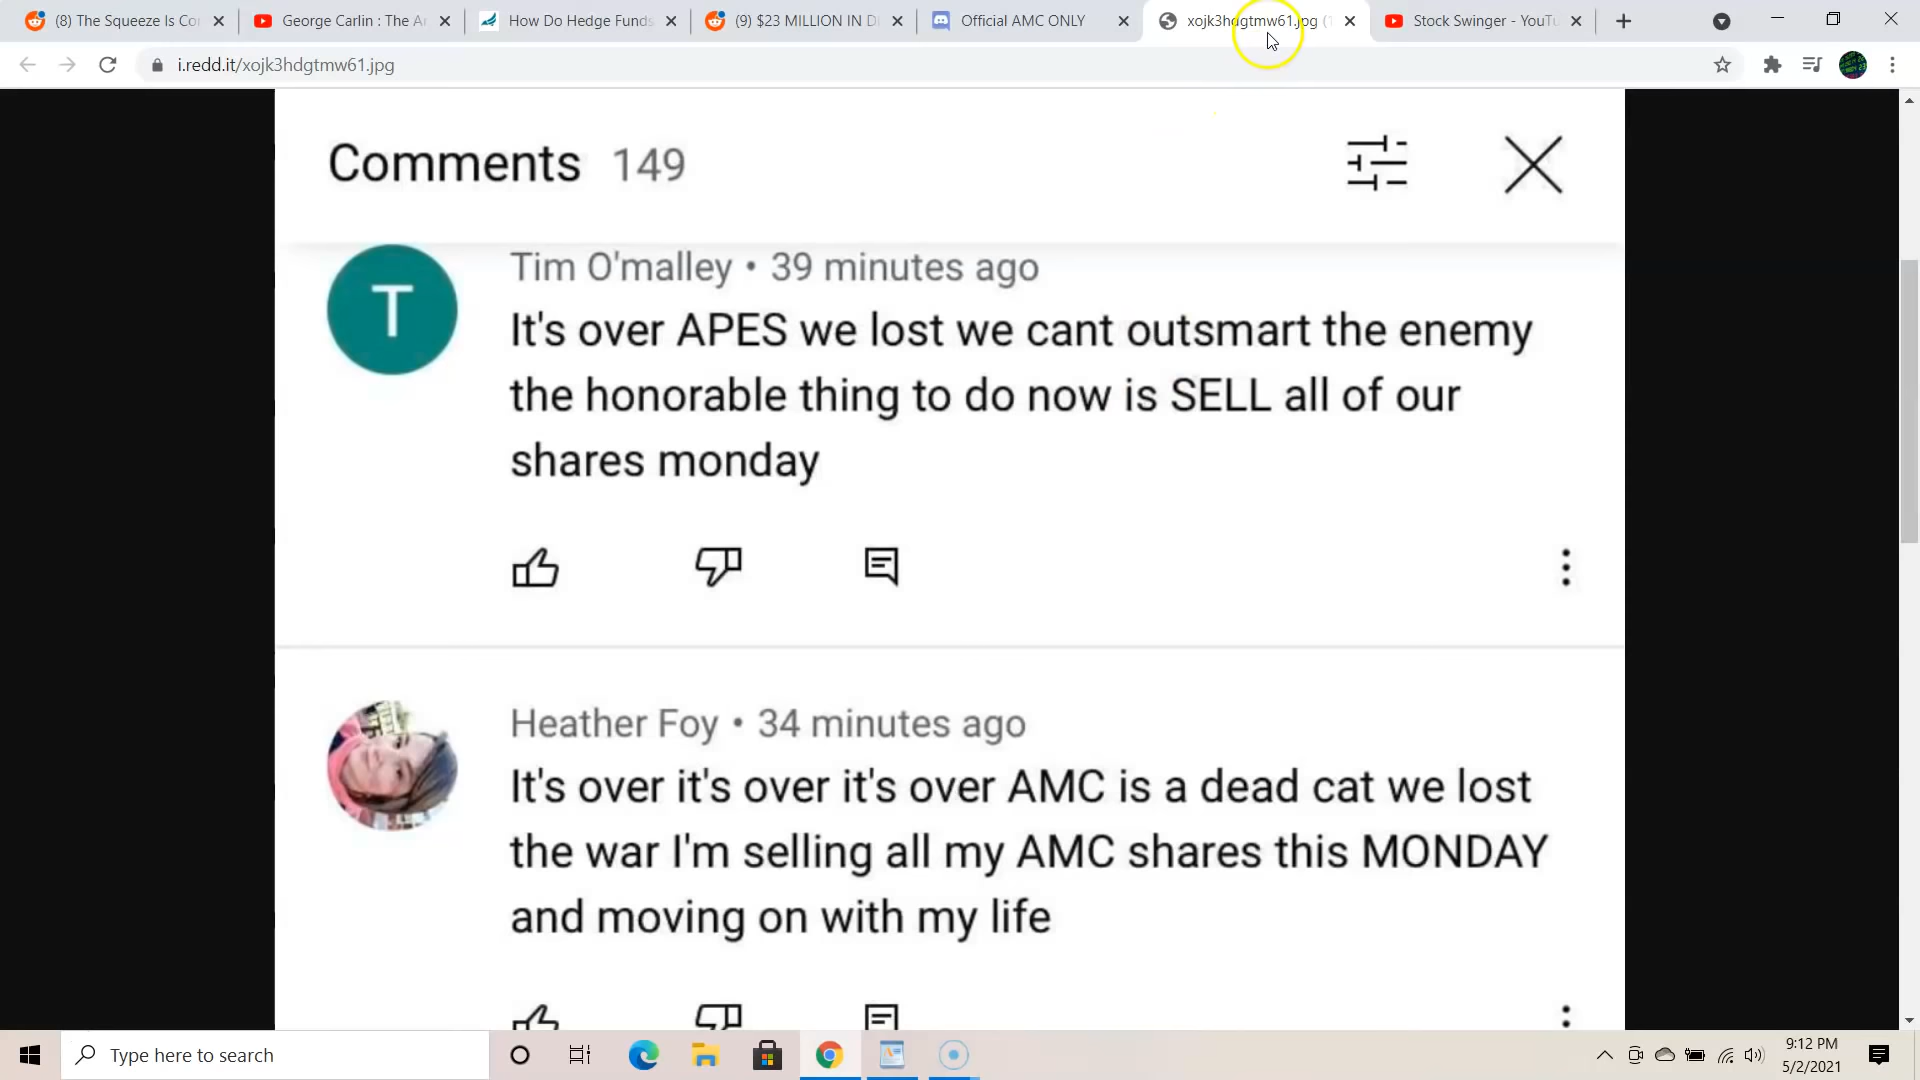 (8) The Squeeze Is Co
George Carlin : The A
How Do Hedge Funds
(9) $23 MILLION IN D
Official AMC ONLY
xojk3hdgtmw61.jpg (1
Stock Swinger - YouTu
i.redd.it/xojk3hdgtmw61.jpg
Comments 149
T
Tim O'malley • 39 minutes ago
It's over APES we lost we cant outsmart the enemy
the honorable thing to do now is SELL all of our
shares monday
Heather Foy • 34 minutes ago
It's over it's over it's over AMC is a dead cat we lost
the war I'm selling all my AMC shares this MONDAY
and moving on with my life
Type here to search
9:12 PM
5/2/2021